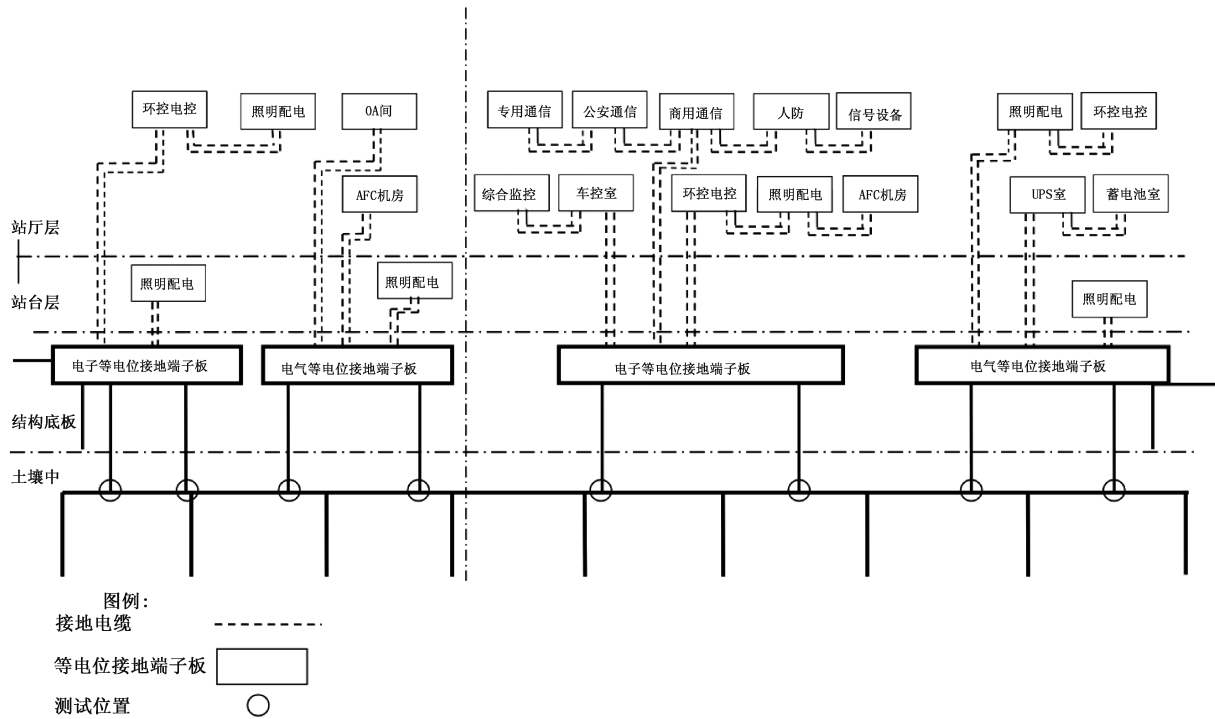 环控电控
照明配电
OA间
专用通信
公安通信
商用通信
人防
信号设备
照明配电
环控电控
AFC机房
综合监控
车控室
环控电控
照明配电
AFC机房
UPS室
蓄电池室
站厅层
站台层
照明配电
照明配电
照明配电
电子等电位接地端子板
电气等电位接地端子板
电子等电位接地端子板
电气等电位接地端子板
结构底板
土壤中
图例:
接地电缆
等电位接地端子板
测试位置